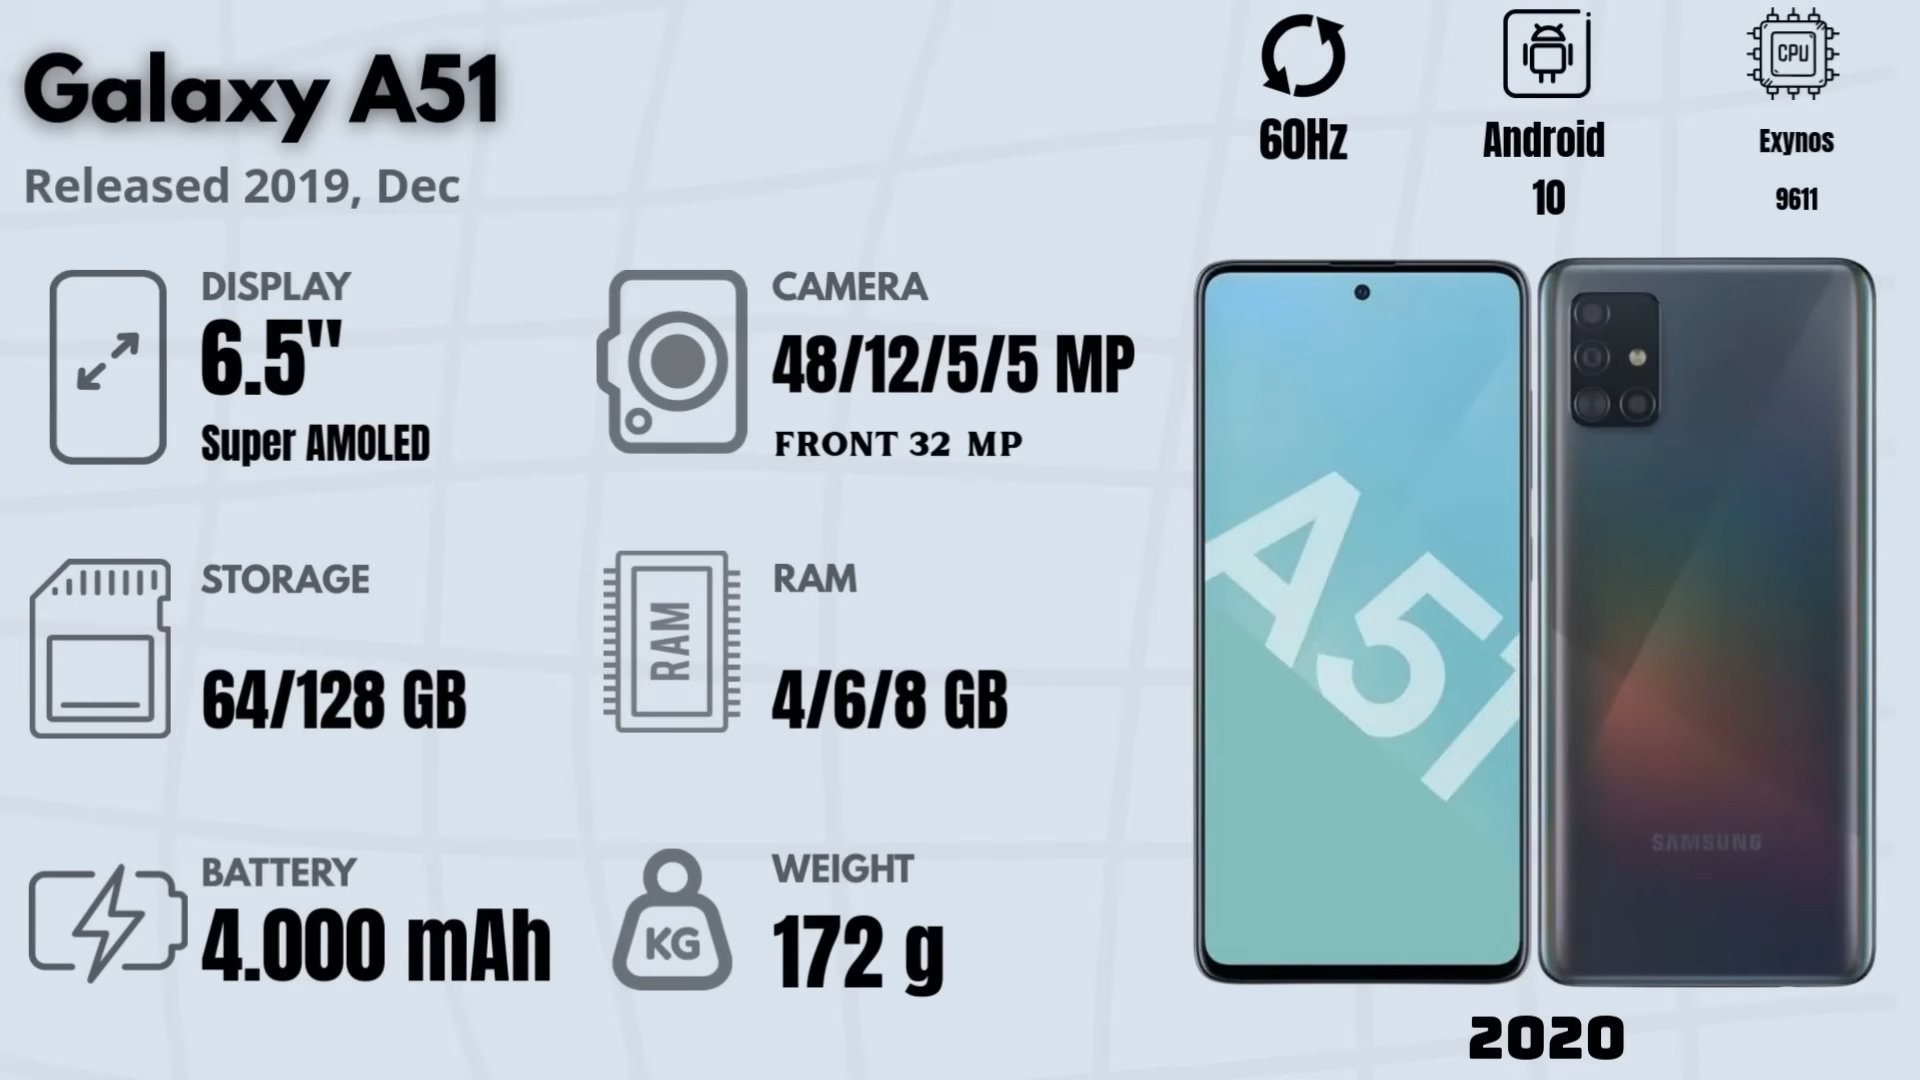 Galaxy A51
Released 2019, Dec
60Hz
Android
10
CPU
Exynos
9611
DISPLAY
6.5"
Super AMOLED
CAMERA
48/12/5/5 MP
FRONT 32 MP
STORAGE
64/128 GB
RAM
RAM
4/6/8 GB
BATTERY
4.000 mAh
KG
WEIGHT
172 g
A51
SAMSUNG
2020